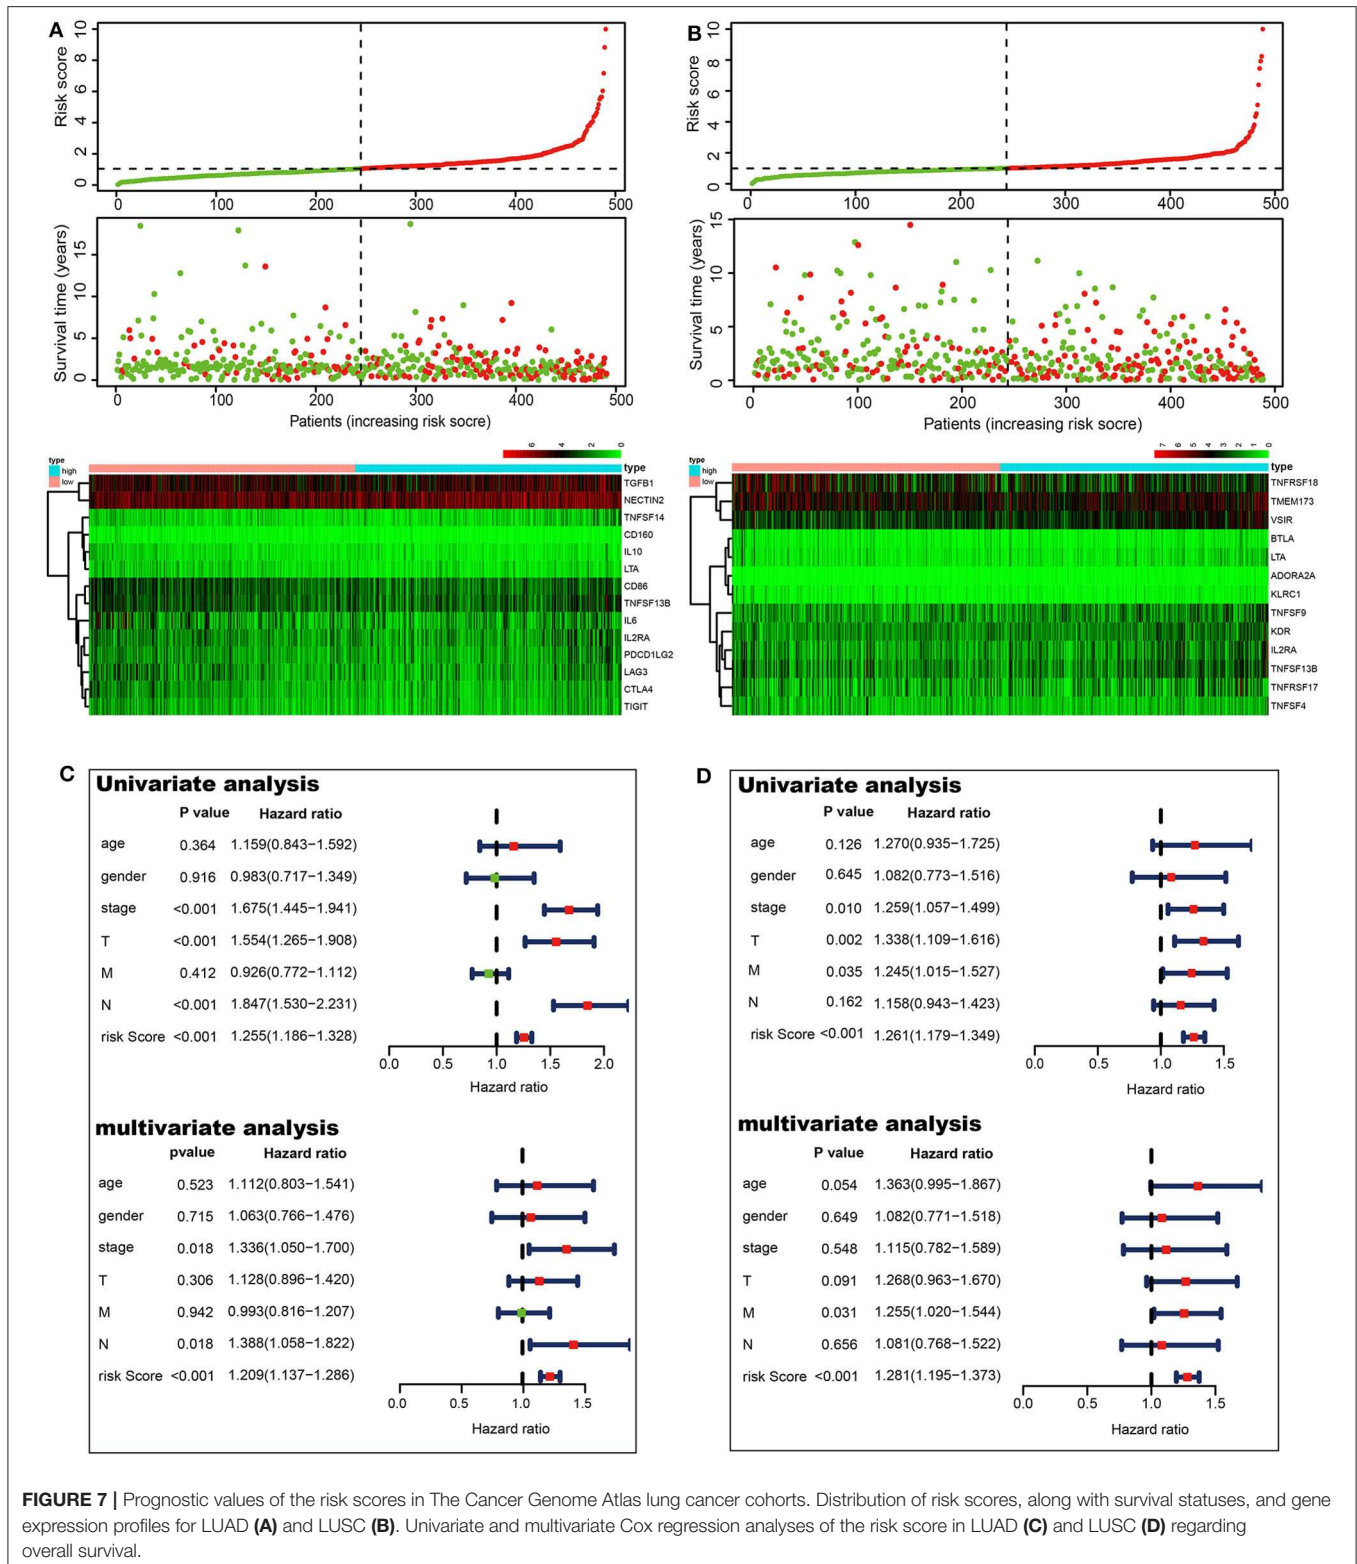 A
Risk score
0 2 4 6 8 10
0 100 200 300 400 500
Survival time (years)
0 5 10 15
0 100 200 300 400 500
Patients (increasing risk socre)
type
high
low
6 4 2 0
type
TGFB1
NECTIN2
TNFSF14
CD160
IL10
LTA
CD86
TNFSF13B
IL6
IL2RA
PDCD1LG2
LAG3
CTLA4
TIGIT
B
Risk score
0 2 4 6 8 10
0 100 200 300 400 500
Survival time (years)
0 5 10 15
0 100 200 300 400 500
Patients (increasing risk socre)
type
high
low
7 6 5 4 3 2 1 0
type
TNFRSF18
TMEM173
VSIR
BTLA
LTA
ADORA2A
KLRC1
TNFSF9
KDR
IL2RA
TNFSF13B
TNFRSF17
TNFSF4
C
Univariate analysis
P value Hazard ratio
age 0.364 1.159(0.843−1.592)
gender 0.916 0.983(0.717−1.349)
stage <0.001 1.675(1.445−1.941)
T <0.001 1.554(1.265−1.908)
M 0.412 0.926(0.772−1.112)
N <0.001 1.847(1.530−2.231)
risk Score <0.001 1.255(1.186−1.328)
0.0 0.5 1.0 1.5 2.0
Hazard ratio
multivariate analysis
pvalue Hazard ratio
age 0.523 1.112(0.803−1.541)
gender 0.715 1.063(0.766−1.476)
stage 0.018 1.336(1.050−1.700)
T 0.306 1.128(0.896−1.420)
M 0.942 0.993(0.816−1.207)
N 0.018 1.388(1.058−1.822)
risk Score <0.001 1.209(1.137−1.286)
0.0 0.5 1.0 1.5
Hazard ratio
D
Univariate analysis
P value Hazard ratio
age 0.126 1.270(0.935−1.725)
gender 0.645 1.082(0.773−1.516)
stage 0.010 1.259(1.057−1.499)
T 0.002 1.338(1.109−1.616)
M 0.035 1.245(1.015−1.527)
N 0.162 1.158(0.943−1.423)
risk Score <0.001 1.261(1.179−1.349)
0.0 0.5 1.0 1.5
Hazard ratio
multivariate analysis
P value Hazard ratio
age 0.054 1.363(0.995−1.867)
gender 0.649 1.082(0.771−1.518)
stage 0.548 1.115(0.782−1.589)
T 0.091 1.268(0.963−1.670)
M 0.031 1.255(1.020−1.544)
N 0.656 1.081(0.768−1.522)
risk Score <0.001 1.281(1.195−1.373)
0.0 0.5 1.0 1.5
Hazard ratio
FIGURE 7 | Prognostic values of the risk scores in The Cancer Genome Atlas lung cancer cohorts. Distribution of risk scores, along with survival statuses, and gene
expression profiles for LUAD (A) and LUSC (B). Univariate and multivariate Cox regression analyses of the risk score in LUAD (C) and LUSC (D) regarding
overall survival.